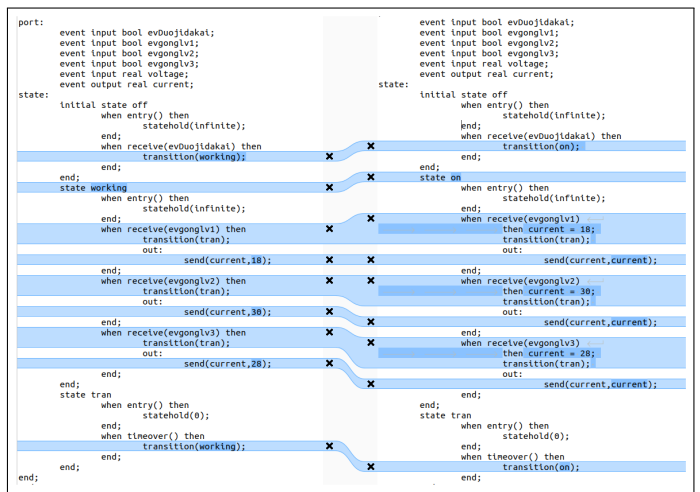 port:
event input bool evDuojidakai;
event input bool evgonglv1;
event input bool evgonglv2;
event input bool evgonglv3;
event input real voltage;
event output real current;
state:
initial state off
when entry() then
statehold(infinite);
end;
when receive(evDuojidakai) then
transition(working);
end;
end;
state working
when entry() then
statehold(infinite);
end;
when receive(evgonglv1) then
transition(tran);
out:
send(current,18);
end;
when receive(evgonglv2) then
transition(tran);
out:
send(current,30);
end;
when receive(evgonglv3) then
transition(tran);
out:
send(current,28);
end;
end;
state tran
when entry() then
statehold(0);
end;
when timeover() then
transition(working);
end;
end;
end;
event input bool evDuojidakai;
event input bool evgonglv1;
event input bool evgonglv2;
event input bool evgonglv3;
event input real voltage;
event output real current;
state:
initial state off
when entry() then
statehold(infinite);
end;
when receive(evDuojidakai) then
transition(on);
end;
end;
state on
when entry() then
statehold(infinite);
end;
when receive(evgonglv1)
then current = 18;
transition(tran);
out:
send(current,current);
end;
when receive(evgonglv2)
then current = 30;
transition(tran);
out:
send(current,current);
end;
when receive(evgonglv3)
then current = 28;
transition(tran);
out:
send(current,current);
end;
end;
state tran
when entry() then
statehold(0);
end;
when timeover() then
transition(on);
end;